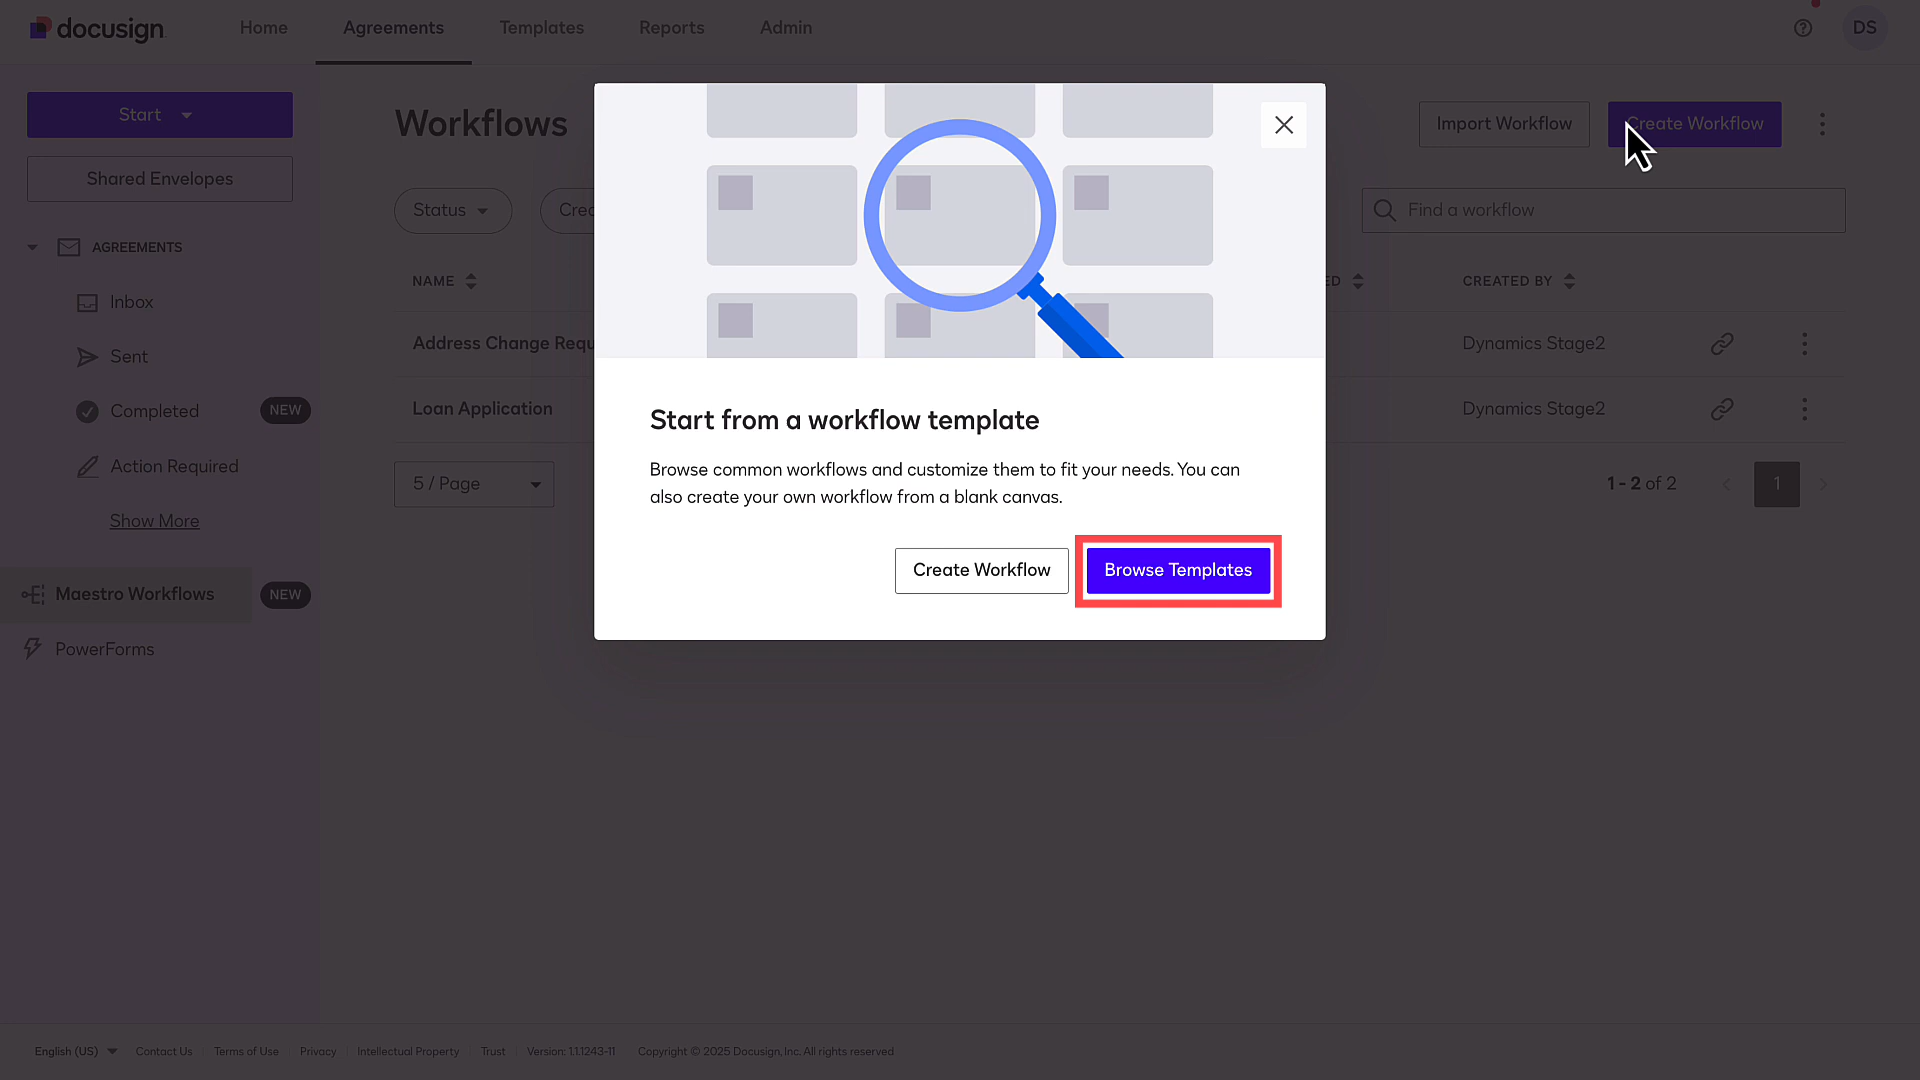 docusign
Home
Agreements
Templates
Reports
Admin
DS
Start
Shared Envelopes
AGREEMENTS
Inbox
Sent
Completed
NEW
Action Required
Show More
Maestro Workflows
NEW
PowerForms
Workflows
Import Workflow
Create Workflow
Status
Find a workflow
NAME
CREATED BY
Address Change Requ
Dynamics Stage2
Loan Application
Dynamics Stage2
5 / Page
1 - 2 of 2
1
Start from a workflow template
Browse common workflows and customize them to fit your needs. You can
also create your own workflow from a blank canvas.
Create Workflow
Browse Templates
English (US)
Contact Us
Terms of Use
Privacy
Intellectual Property
Trust
Version: 1.1.1243-11
Copyright © 2025 Docusign, Inc. All rights reserved